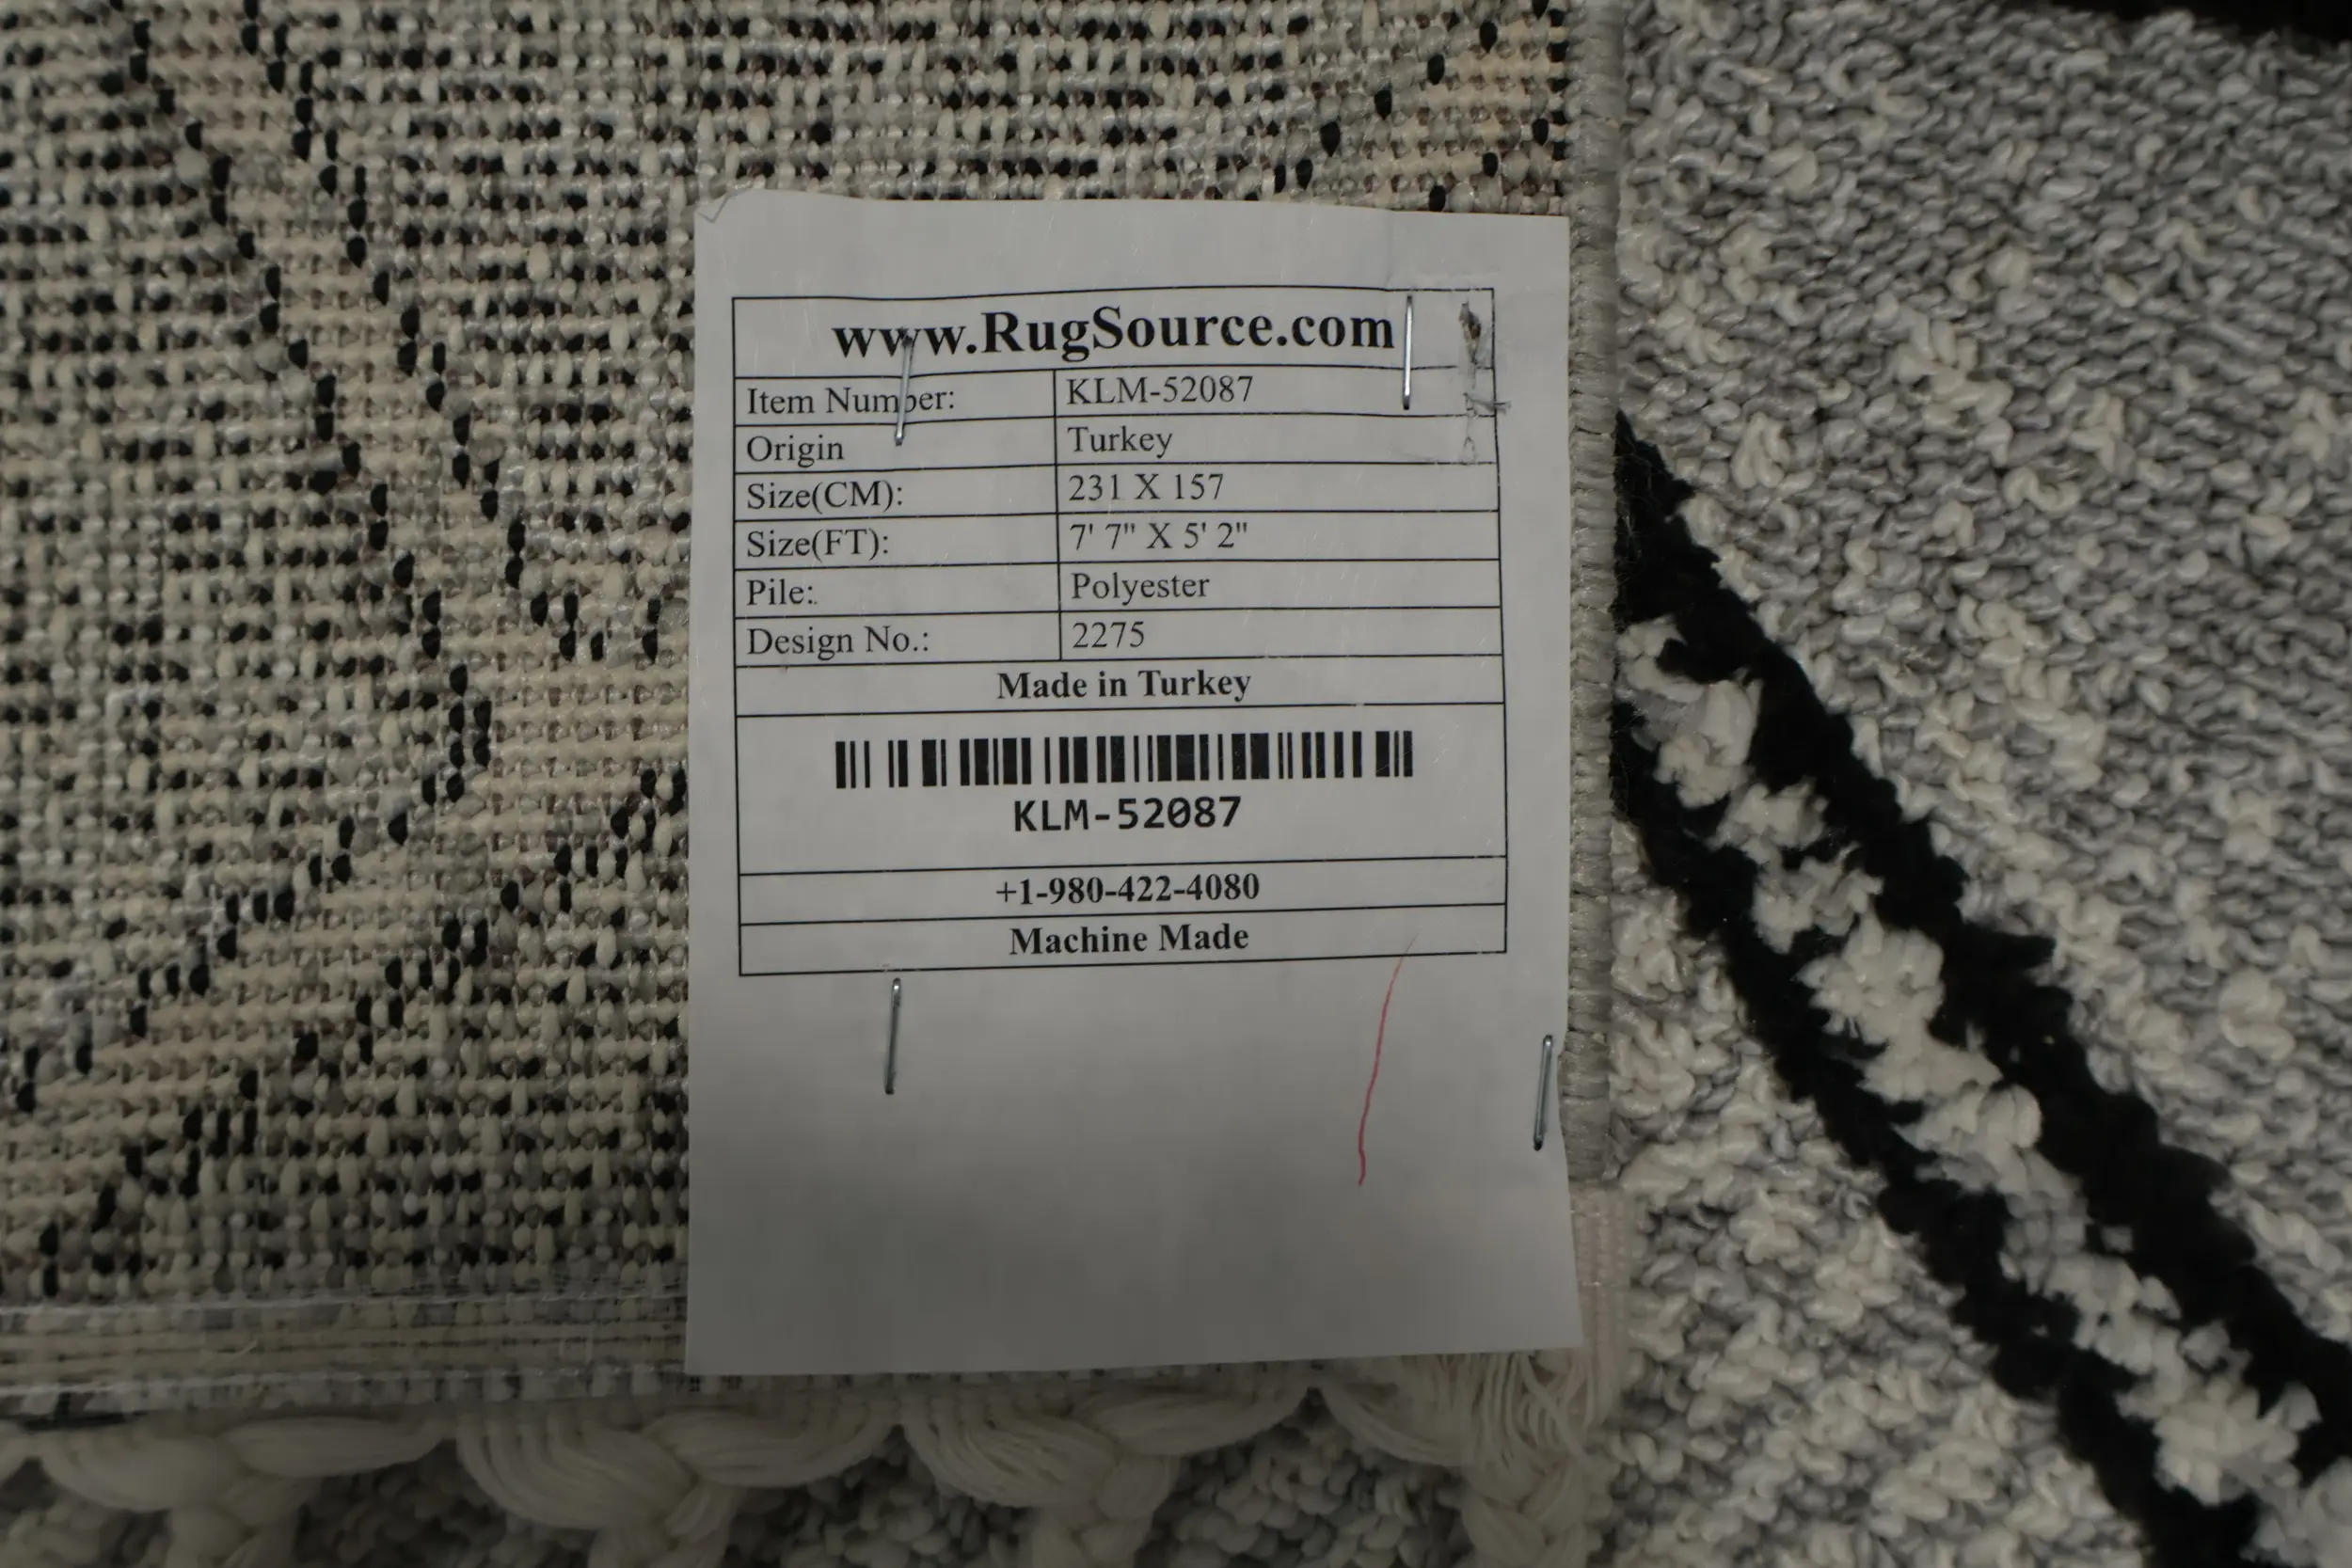 www.RugSource.com
Item Number: KLM-52087
Origin Turkey
Size(CM): 231 X 157
Size(FT): 7' 7" X 5' 2"
Pile: Polyester
Design No.: 2275
Made in Turkey
KLM-52087
+1-980-422-4080
Machine Made